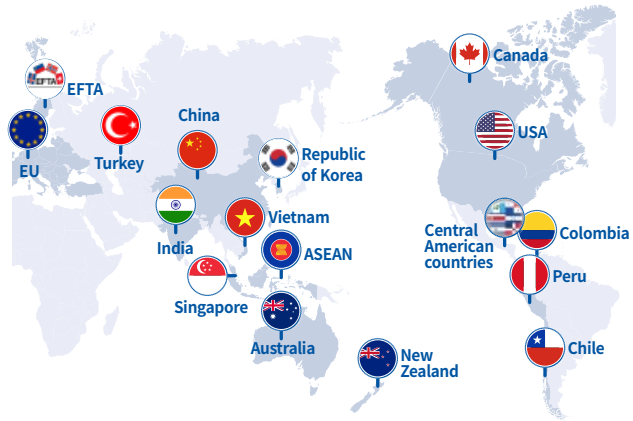 Canada
EFTA
EFTA
China
USA
Turkey
Republic
of Korea
EU
Vietnam
Central
American
countries
Colombia
India
ASEAN
Peru
Singapore
Australia
Chile
New
Zealand